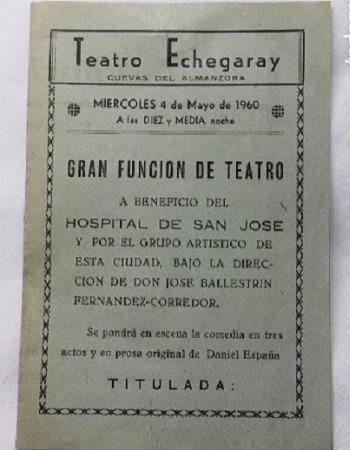 Teatro Echegaray
CUEVAS DEL ALMANZORA
MIERCOLES 4 de Mayo de 1960
A las DIEZ y MEDIA noche
GRAN FUNCION DE TEATRO
A BENEFICIO DEL
HOSPITAL DE SAN JOSE
Y POR EL GRUPO ARTISTICO DE
ESTA CIUDAD, BAJO LA DIREC-
CION DE DON JOSE BALLESTRIN
FERNANDEZ-CORREDOR.
Se pondrá en escena la comedia en tres
actos y en prosa original de Daniel España
TITULADA: